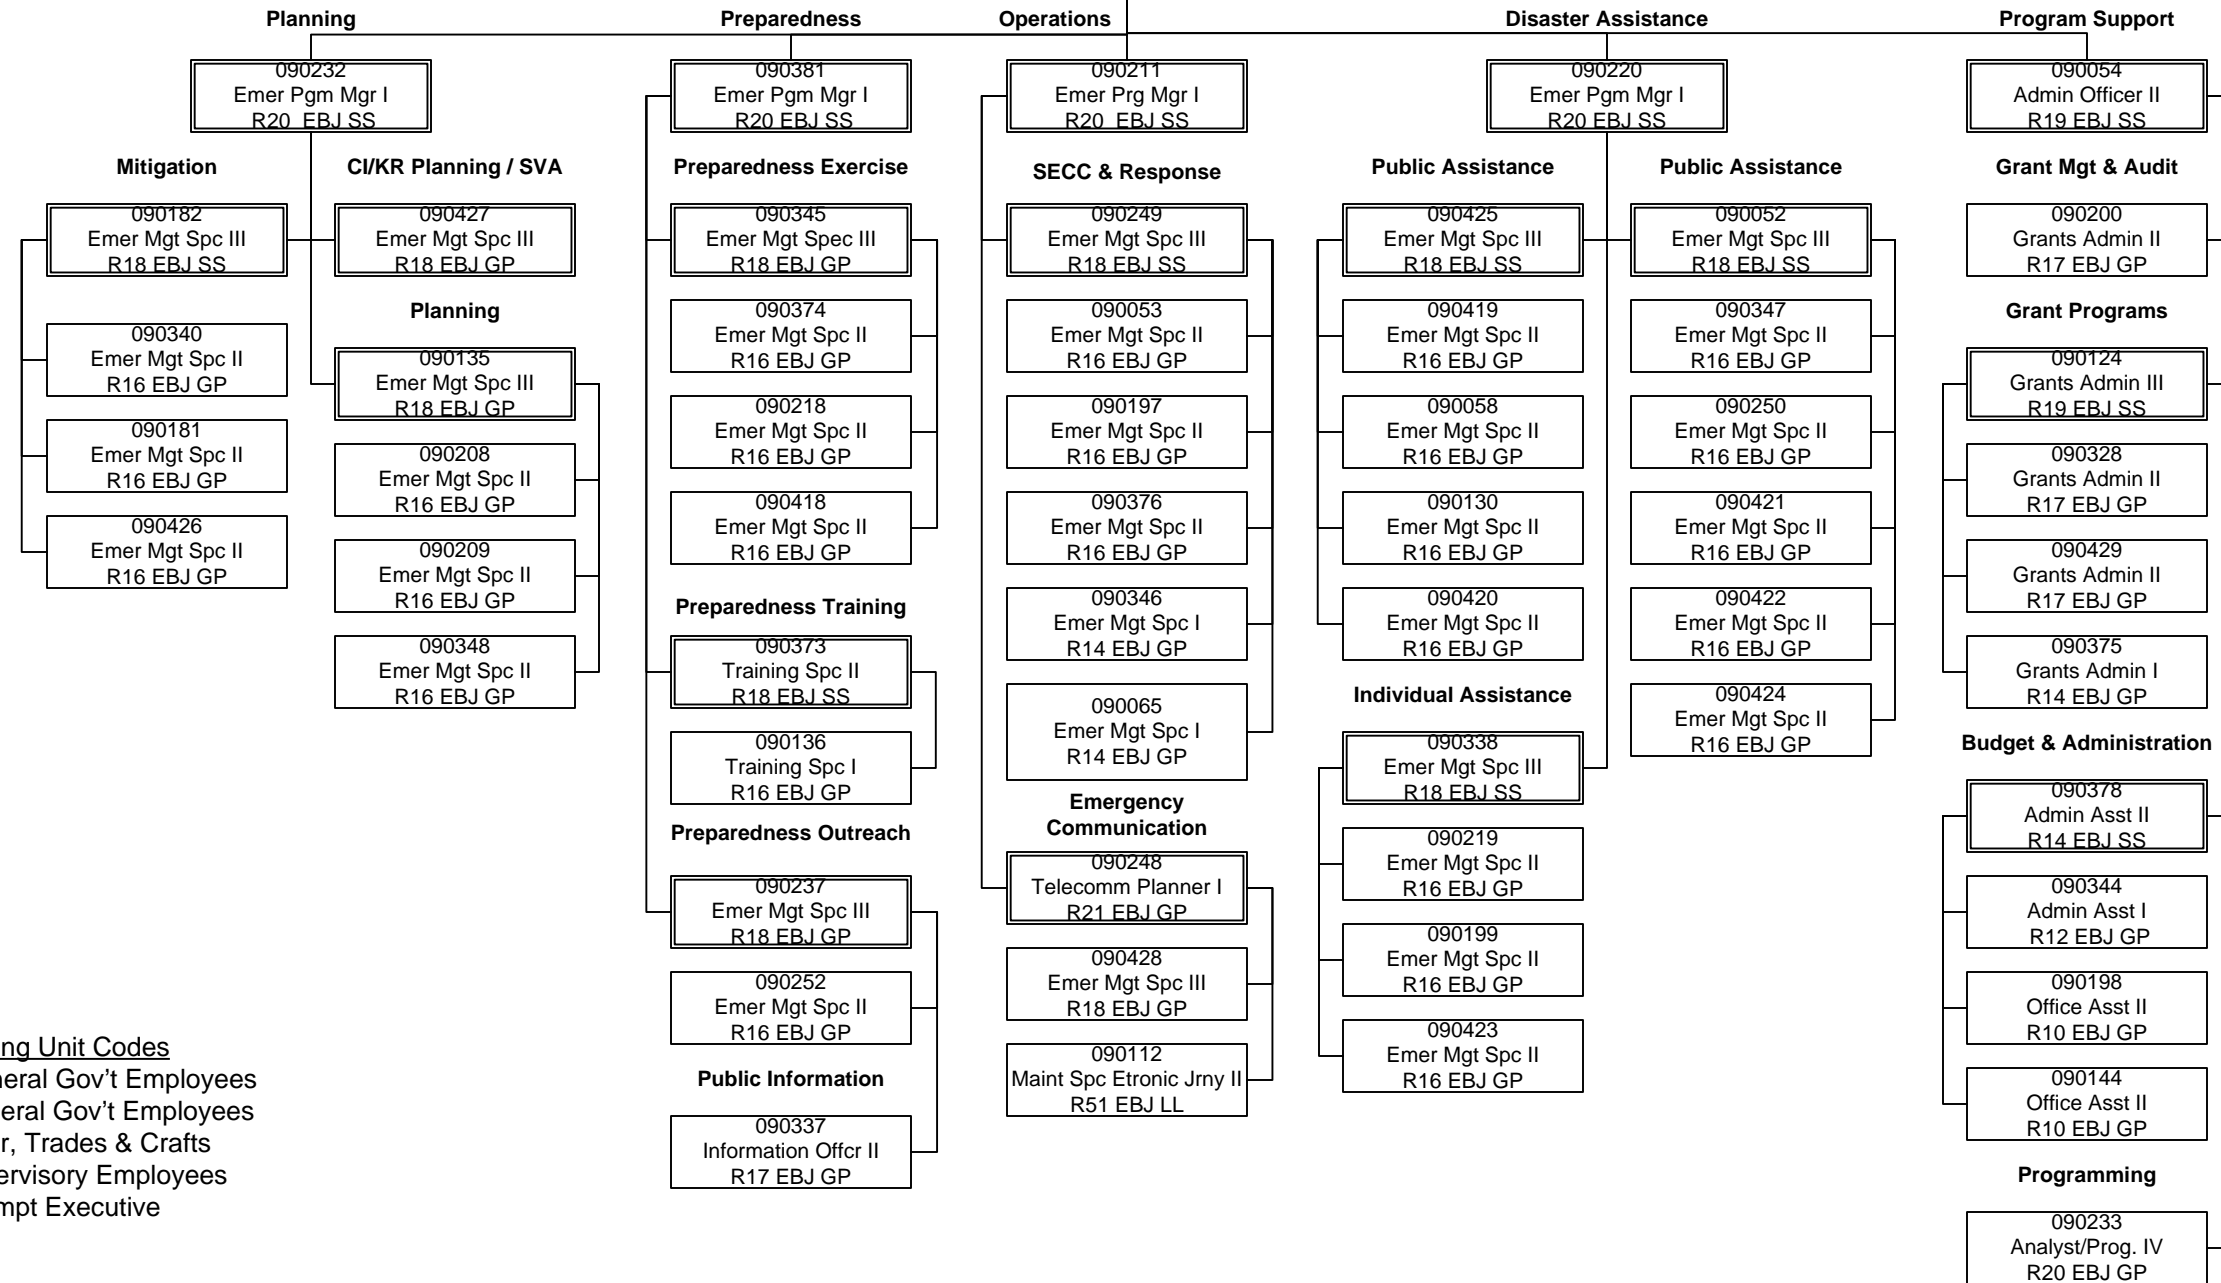 Planning
Preparedness
Operations
Disaster Assistance
Program Support
090232
Emer Pgm Mgr I
R20 EBJ SS
090381
Emer Pgm Mgr I
R20 EBJ SS
090211
Emer Prg Mgr I
R20 EBJ SS
090220
Emer Pgm Mgr I
R20 EBJ SS
090054
Admin Officer II
R19 EBJ SS
Mitigation
090182
Emer Mgt Spc III
R18 EBJ SS
090340
Emer Mgt Spc II
R16 EBJ GP
090181
Emer Mgt Spc II
R16 EBJ GP
090426
Emer Mgt Spc II
R16 EBJ GP
CI/KR Planning / SVA
090427
Emer Mgt Spc III
R18 EBJ GP
Planning
090135
Emer Mgt Spc III
R18 EBJ GP
090208
Emer Mgt Spc II
R16 EBJ GP
090209
Emer Mgt Spc II
R16 EBJ GP
090348
Emer Mgt Spc II
R16 EBJ GP
Preparedness Exercise
090345
Emer Mgt Spec III
R18 EBJ GP
090374
Emer Mgt Spc II
R16 EBJ GP
090218
Emer Mgt Spc II
R16 EBJ GP
090418
Emer Mgt Spc II
R16 EBJ GP
Preparedness Training
090373
Training Spc II
R18 EBJ SS
090136
Training Spc I
R16 EBJ GP
Preparedness Outreach
090237
Emer Mgt Spc III
R18 EBJ GP
090252
Emer Mgt Spc II
R16 EBJ GP
Public Information
090337
Information Offcr II
R17 EBJ GP
SECC & Response
090249
Emer Mgt Spc III
R18 EBJ SS
090053
Emer Mgt Spc II
R16 EBJ GP
090197
Emer Mgt Spc II
R16 EBJ GP
090376
Emer Mgt Spc II
R16 EBJ GP
090346
Emer Mgt Spc I
R14 EBJ GP
090065
Emer Mgt Spc I
R14 EBJ GP
Emergency
Communication
090248
Telecomm Planner I
R21 EBJ GP
090428
Emer Mgt Spc III
R18 EBJ GP
090112
Maint Spc Etronic Jrny II
R51 EBJ LL
Public Assistance
090425
Emer Mgt Spc III
R18 EBJ SS
090419
Emer Mgt Spc II
R16 EBJ GP
090058
Emer Mgt Spc II
R16 EBJ GP
090130
Emer Mgt Spc II
R16 EBJ GP
090420
Emer Mgt Spc II
R16 EBJ GP
Individual Assistance
090338
Emer Mgt Spc III
R18 EBJ SS
090219
Emer Mgt Spc II
R16 EBJ GP
090199
Emer Mgt Spc II
R16 EBJ GP
090423
Emer Mgt Spc II
R16 EBJ GP
Public Assistance
090052
Emer Mgt Spc III
R18 EBJ SS
090347
Emer Mgt Spc II
R16 EBJ GP
090250
Emer Mgt Spc II
R16 EBJ GP
090421
Emer Mgt Spc II
R16 EBJ GP
090422
Emer Mgt Spc II
R16 EBJ GP
090424
Emer Mgt Spc II
R16 EBJ GP
Grant Mgt & Audit
090200
Grants Admin II
R17 EBJ GP
Grant Programs
090124
Grants Admin III
R19 EBJ SS
090328
Grants Admin II
R17 EBJ GP
090429
Grants Admin II
R17 EBJ GP
090375
Grants Admin I
R14 EBJ GP
Budget & Administration
090378
Admin Asst II
R14 EBJ SS
090344
Admin Asst I
R12 EBJ GP
090198
Office Asst II
R10 EBJ GP
090144
Office Asst II
R10 EBJ GP
Programming
090233
Analyst/Prog. IV
R20 EBJ GP
ng Unit Codes
neral Gov't Employees
eral Gov't Employees
r, Trades & Crafts
ervisory Employees
mpt Executive